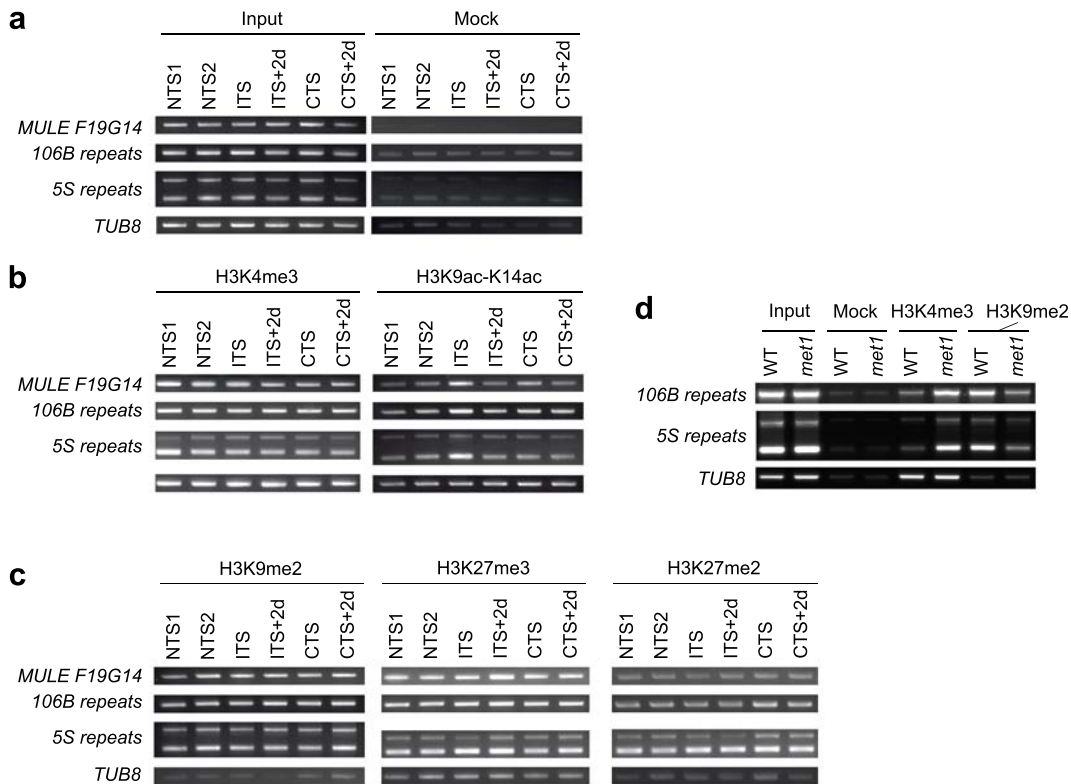 a
Input Mock
NTS1 NTS2 ITS ITS+2d CTS CTS+2d NTS1 NTS2 ITS ITS+2d CTS CTS+2d
MULE F19G14
106B repeats
5S repeats
TUB8
b
H3K4me3 H3K9ac-K14ac
NTS1 NTS2 ITS ITS+2d CTS CTS+2d NTS1 NTS2 ITS ITS+2d CTS CTS+2d
MULE F19G14
106B repeats
5S repeats
d
Input Mock H3K4me3 H3K9me2
WT met1 WT met1 WT met1 WT met1
106B repeats
5S repeats
TUB8
c
H3K9me2 H3K27me3 H3K27me2
NTS1 NTS2 ITS ITS+2d CTS CTS+2d NTS1 NTS2 ITS ITS+2d CTS CTS+2d NTS1 NTS2 ITS ITS+2d CTS CTS+2d
MULE F19G14
106B repeats
5S repeats
TUB8